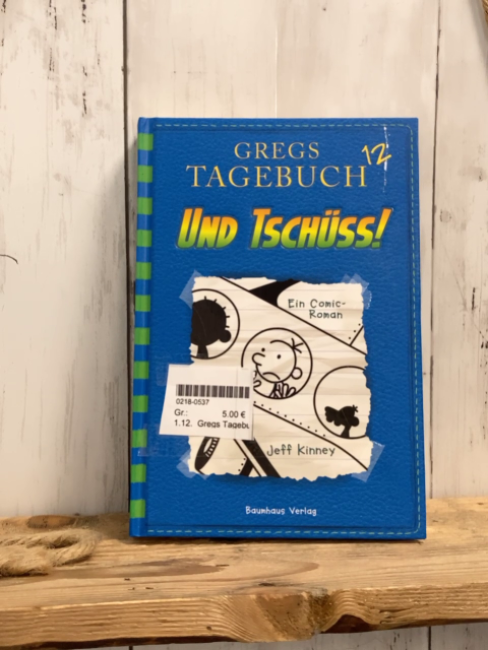 GREGS
TAGEBUCH 12
UND TSCHÜSS!
Ein Comic-
Roman
0218-0537
Gr.:
5.00 €
1.12. Gregs Tagebu
Jeff Kinney
Baumhaus Verlag